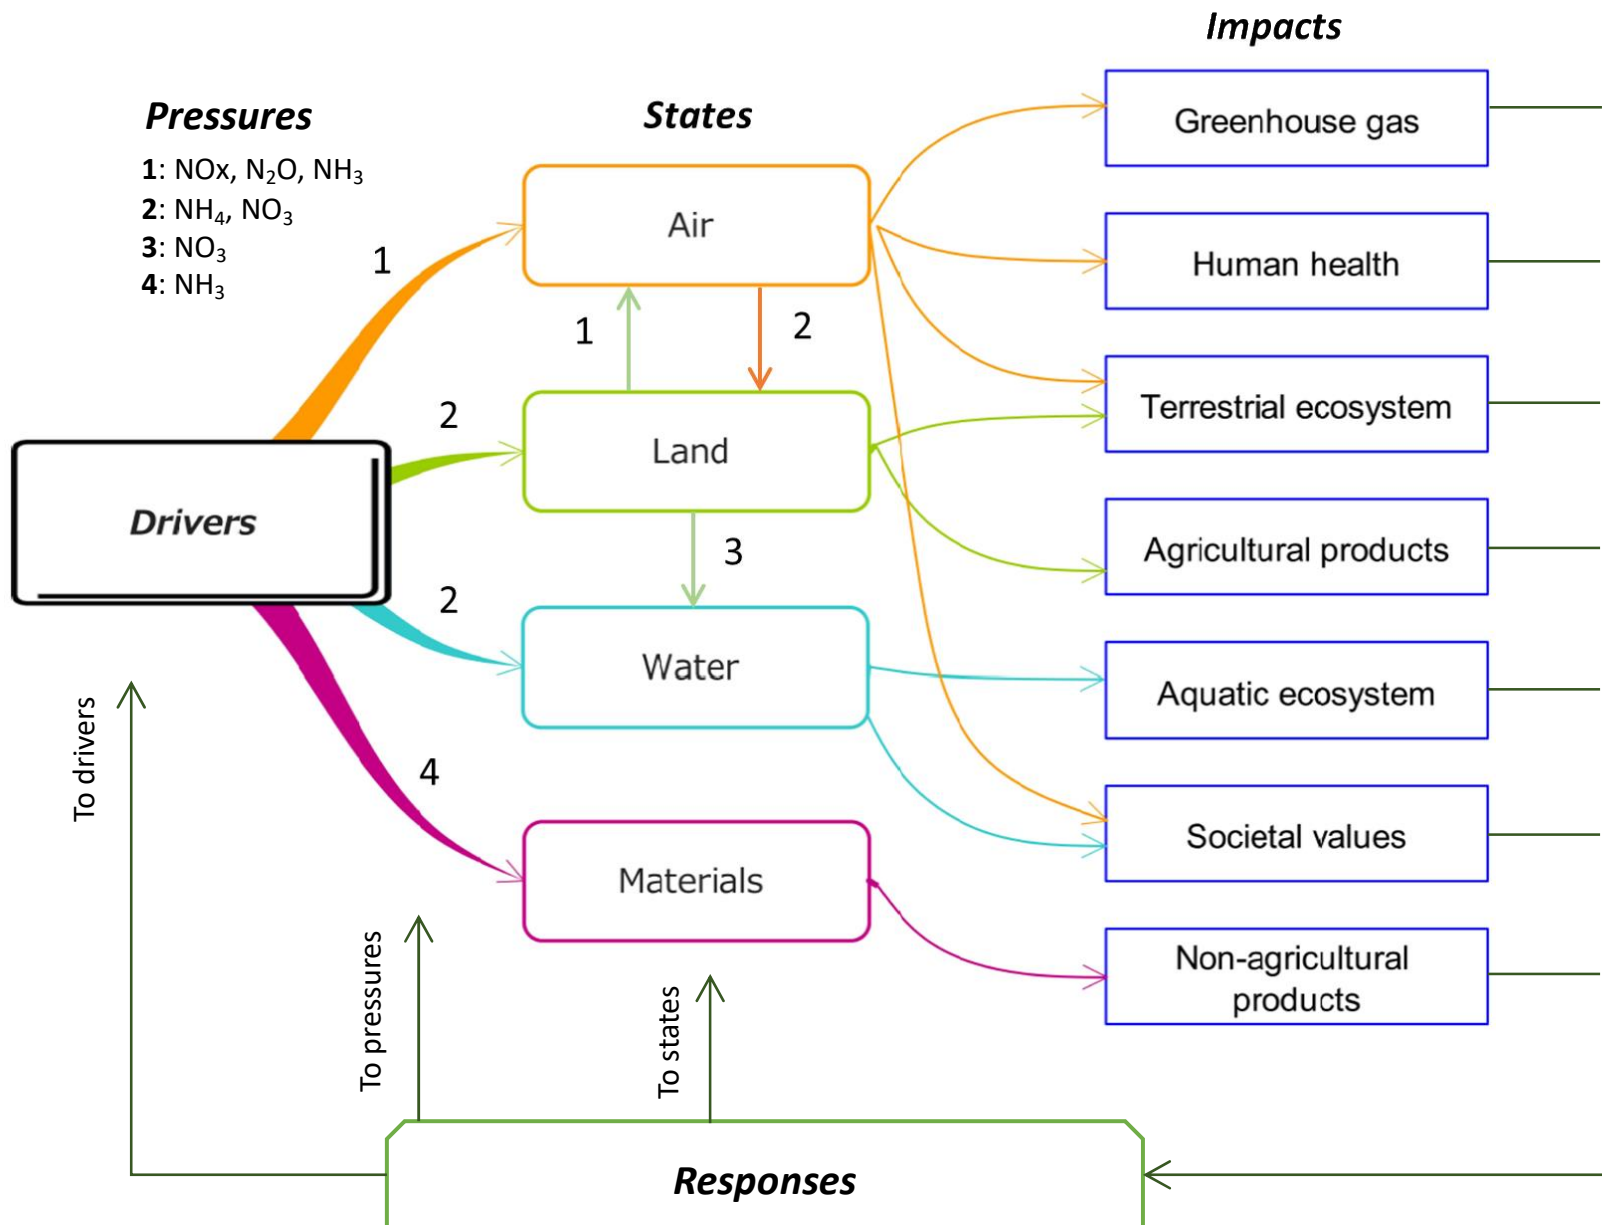 Impacts
Pressures
States
1: NOx, N₂O, NH₃
2: NH₄, NO₃
3: NO₃
4: NH₃
Greenhouse gas
Air
1
Human health
1
2
Terrestrial ecosystem
2
Land
Drivers
Agricultural products
3
2
Water
Aquatic ecosystem
To drivers
4
Societal values
Materials
Non-agricultural
products
To pressures
To states
Responses